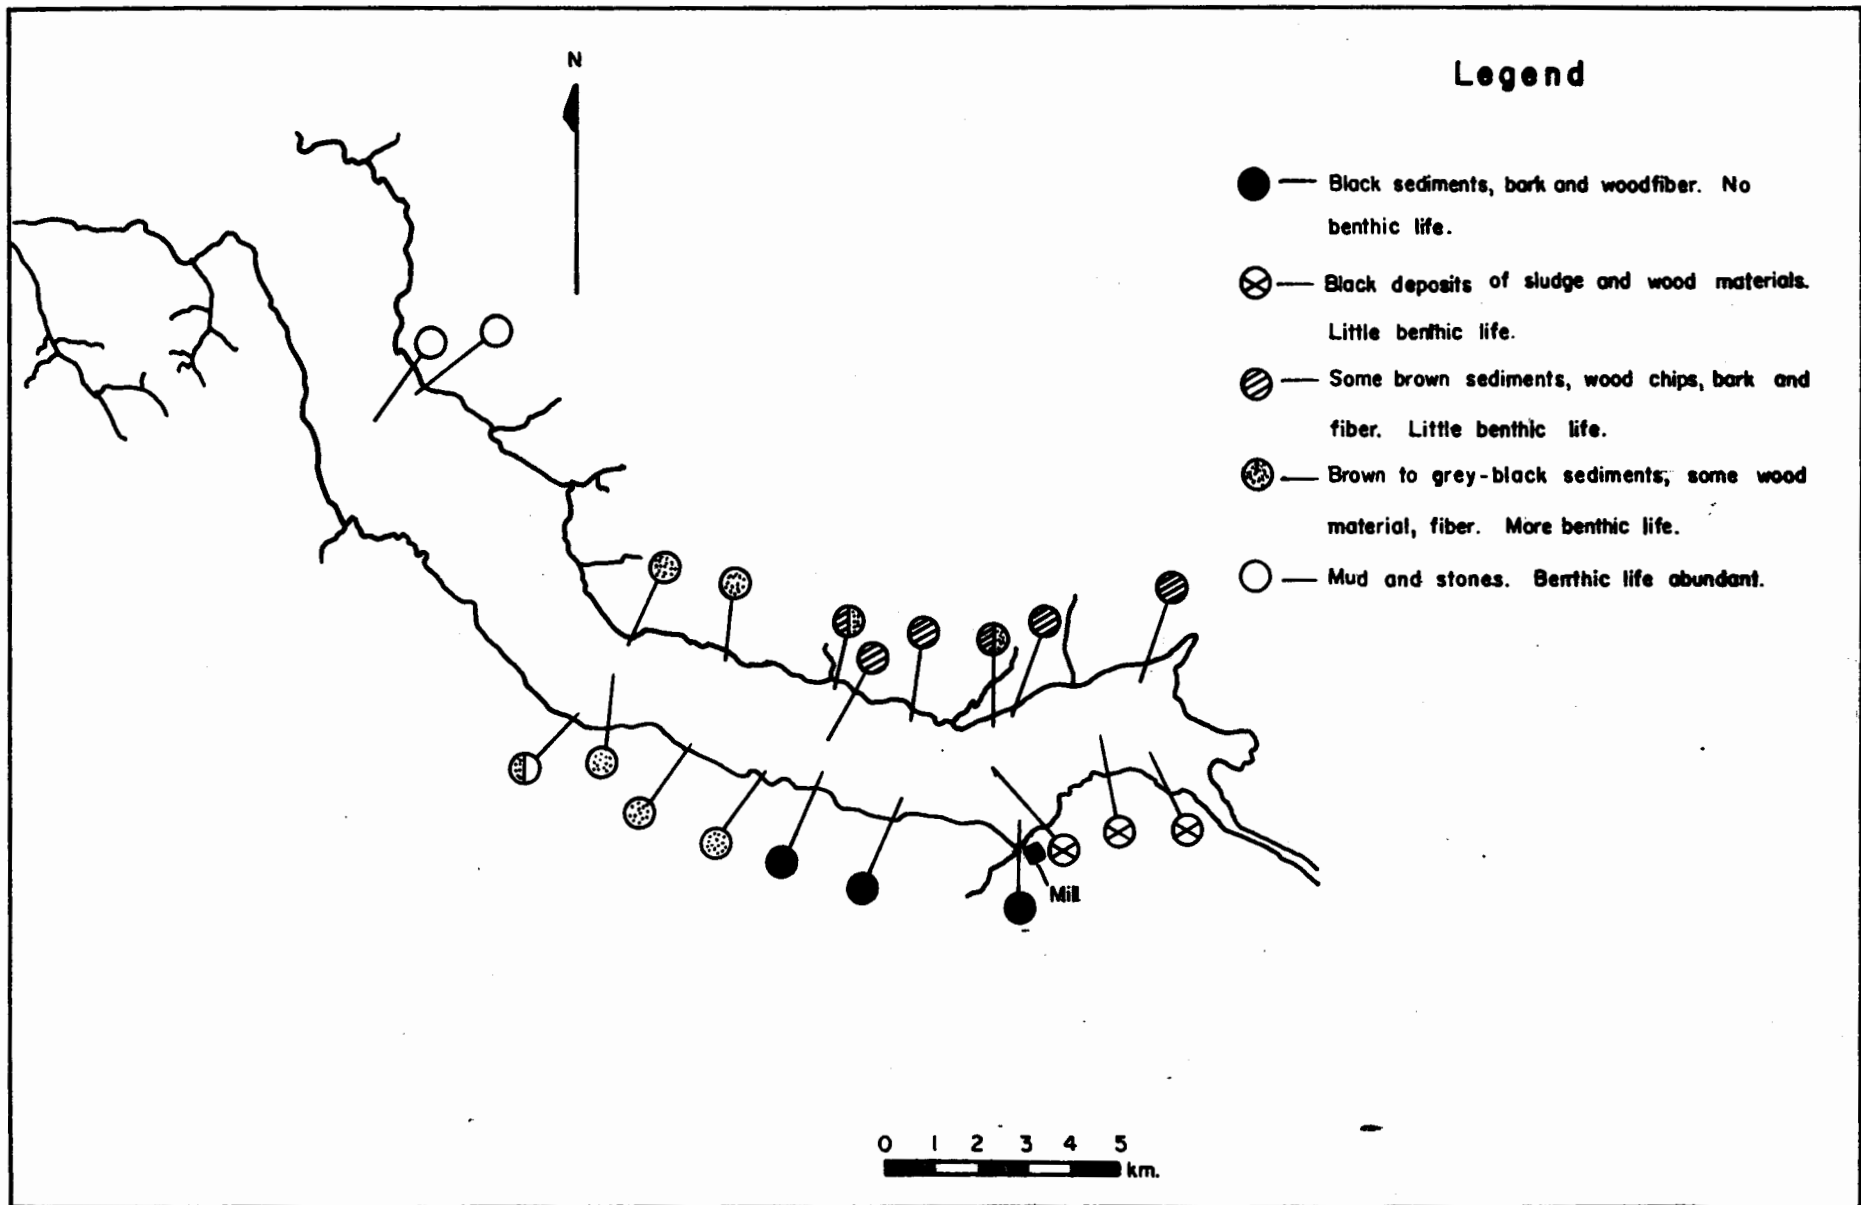 N
Legend
Black sediments, bark and woodfiber. No
benthic life.
Black deposits of sludge and wood materials.
Little benthic life.
Some brown sediments, wood chips, bark and
fiber. Little benthic life.
Brown to grey-black sediments, some wood
material, fiber. More benthic life.
Mud and stones. Benthic life abundant.
Mill
0 1 2 3 4 5
km.